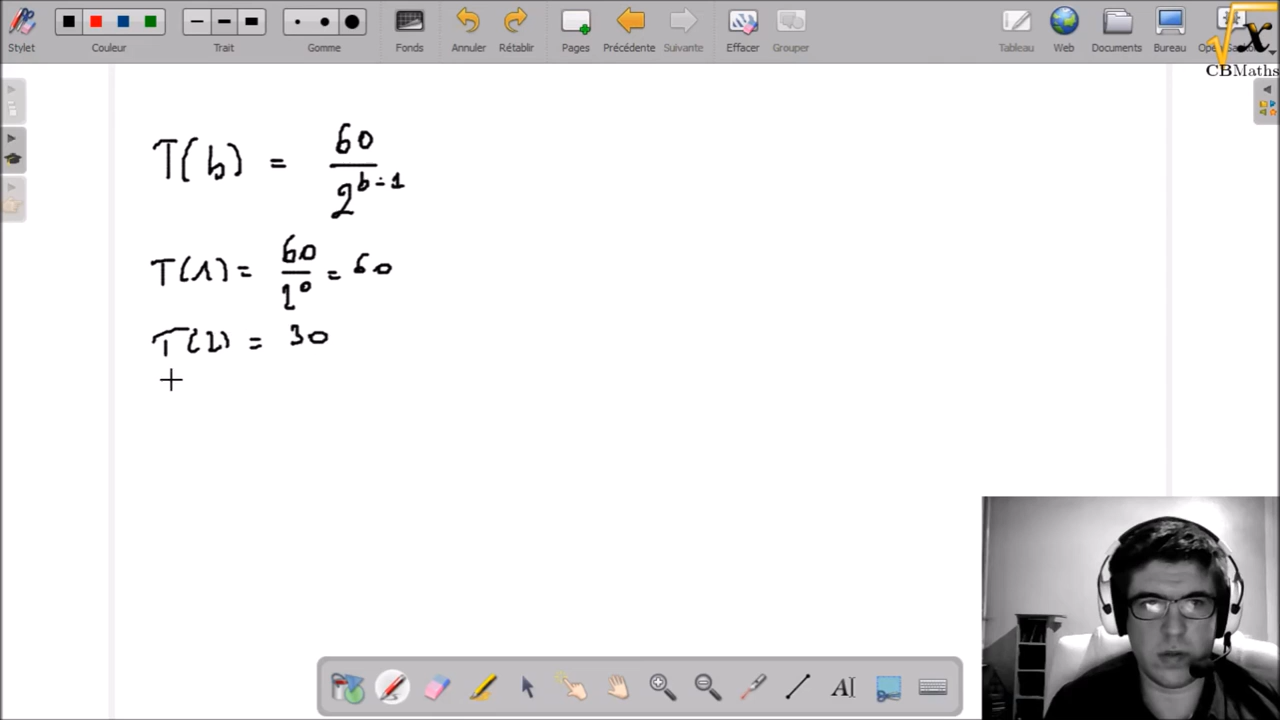 Stylet Couleur Trait Gomme Fonds Annuler Rétablir Pages Précédente Suivante Effacer Grouper Tableau Web Documents Bureau
CBMaths
T(b) = 60 / 2^{b-1}
T(1) = 60 / 2^0 = 60
T(2) = 30